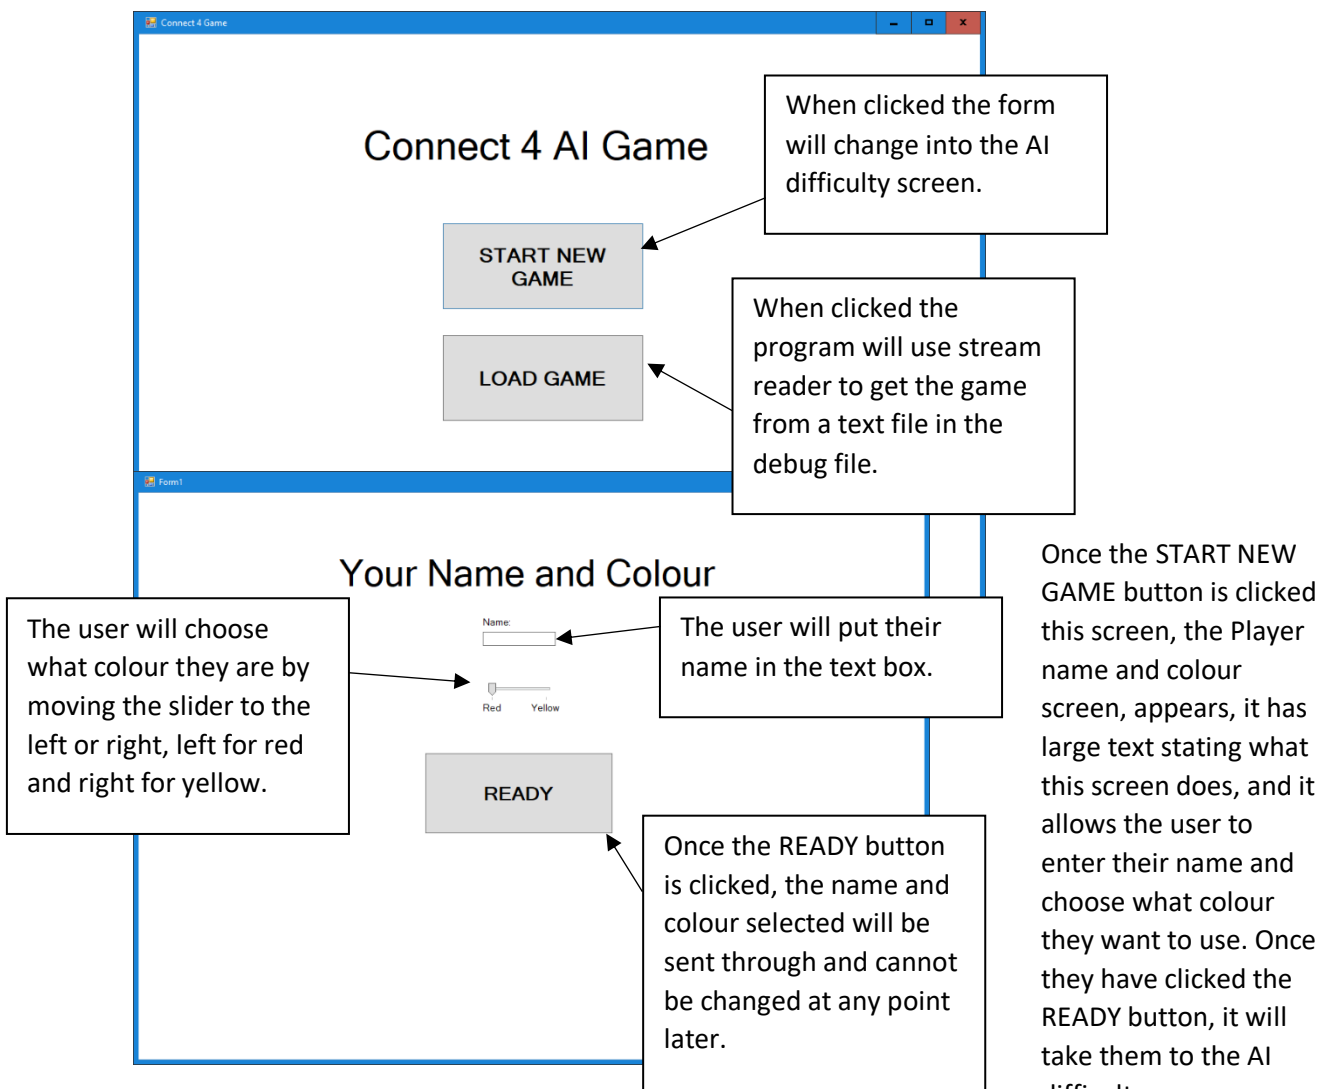 Connect 4 Game
Connect 4 AI Game
When clicked the form
will change into the AI
difficulty screen.
START NEW
GAME
When clicked the
program will use stream
reader to get the game
from a text file in the
debug file.
LOAD GAME
Form1
Your Name and Colour
The user will choose
what colour they are by
moving the slider to the
left or right, left for red
and right for yellow.
Name:
The user will put their
name in the text box.
Red Yellow
READY
Once the READY button
is clicked, the name and
colour selected will be
sent through and cannot
be changed at any point
later.
Once the START NEW
GAME button is clicked
this screen, the Player
name and colour
screen, appears, it has
large text stating what
this screen does, and it
allows the user to
enter their name and
choose what colour
they want to use. Once
they have clicked the
READY button, it will
take them to the AI